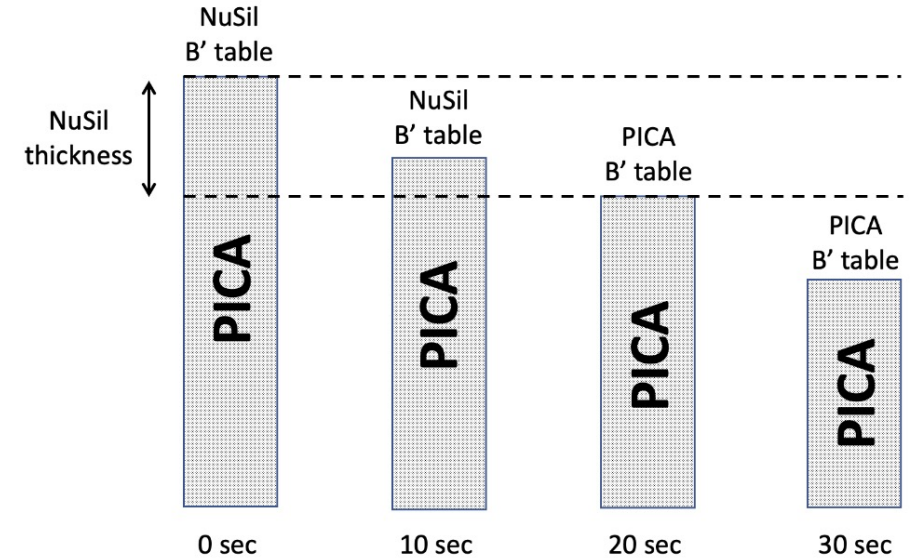 NuSil
B’ table
NuSil
thickness
NuSil
B’ table
PICA
B’ table
PICA
B’ table
PICA
PICA
PICA
PICA
0 sec
10 sec
20 sec
30 sec